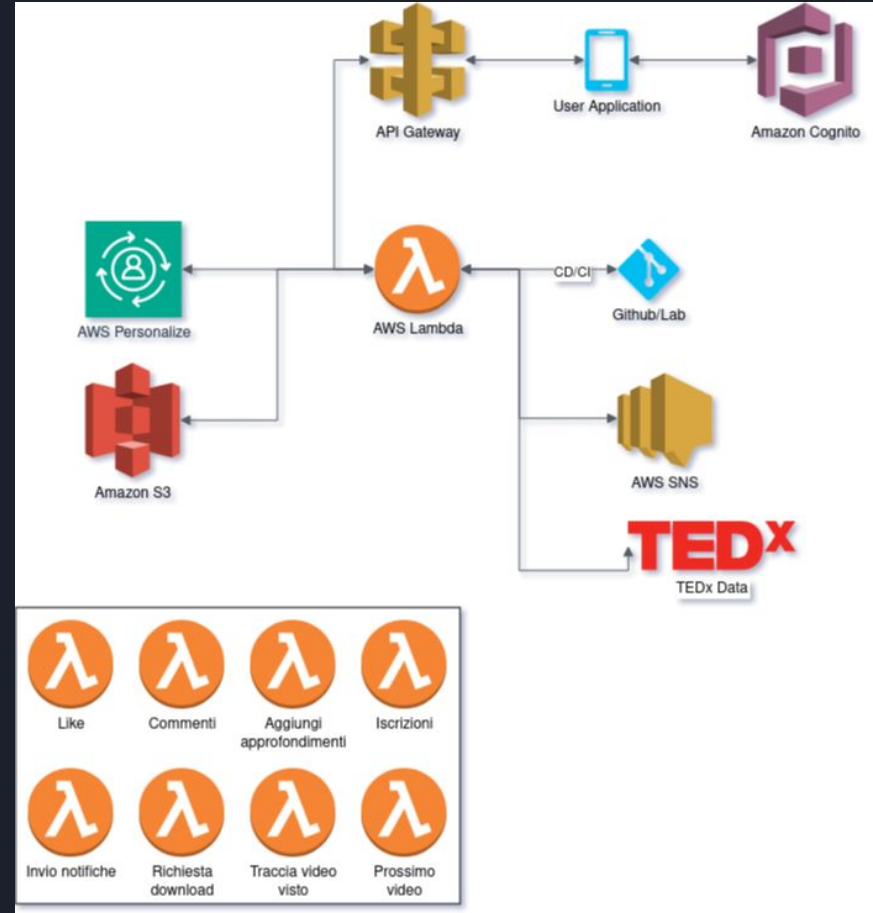 API Gateway
User Application
Amazon Cognito
AWS Personalize
AWS Lambda
CD/CI
Github/Lab
Amazon S3
AWS SNS
TEDx
TEDx Data
Like
Commenti
Aggiungi
approfondimenti
Iscrizioni
Invio notifiche
Richiesta
download
Traccia video
visto
Prossimo
video